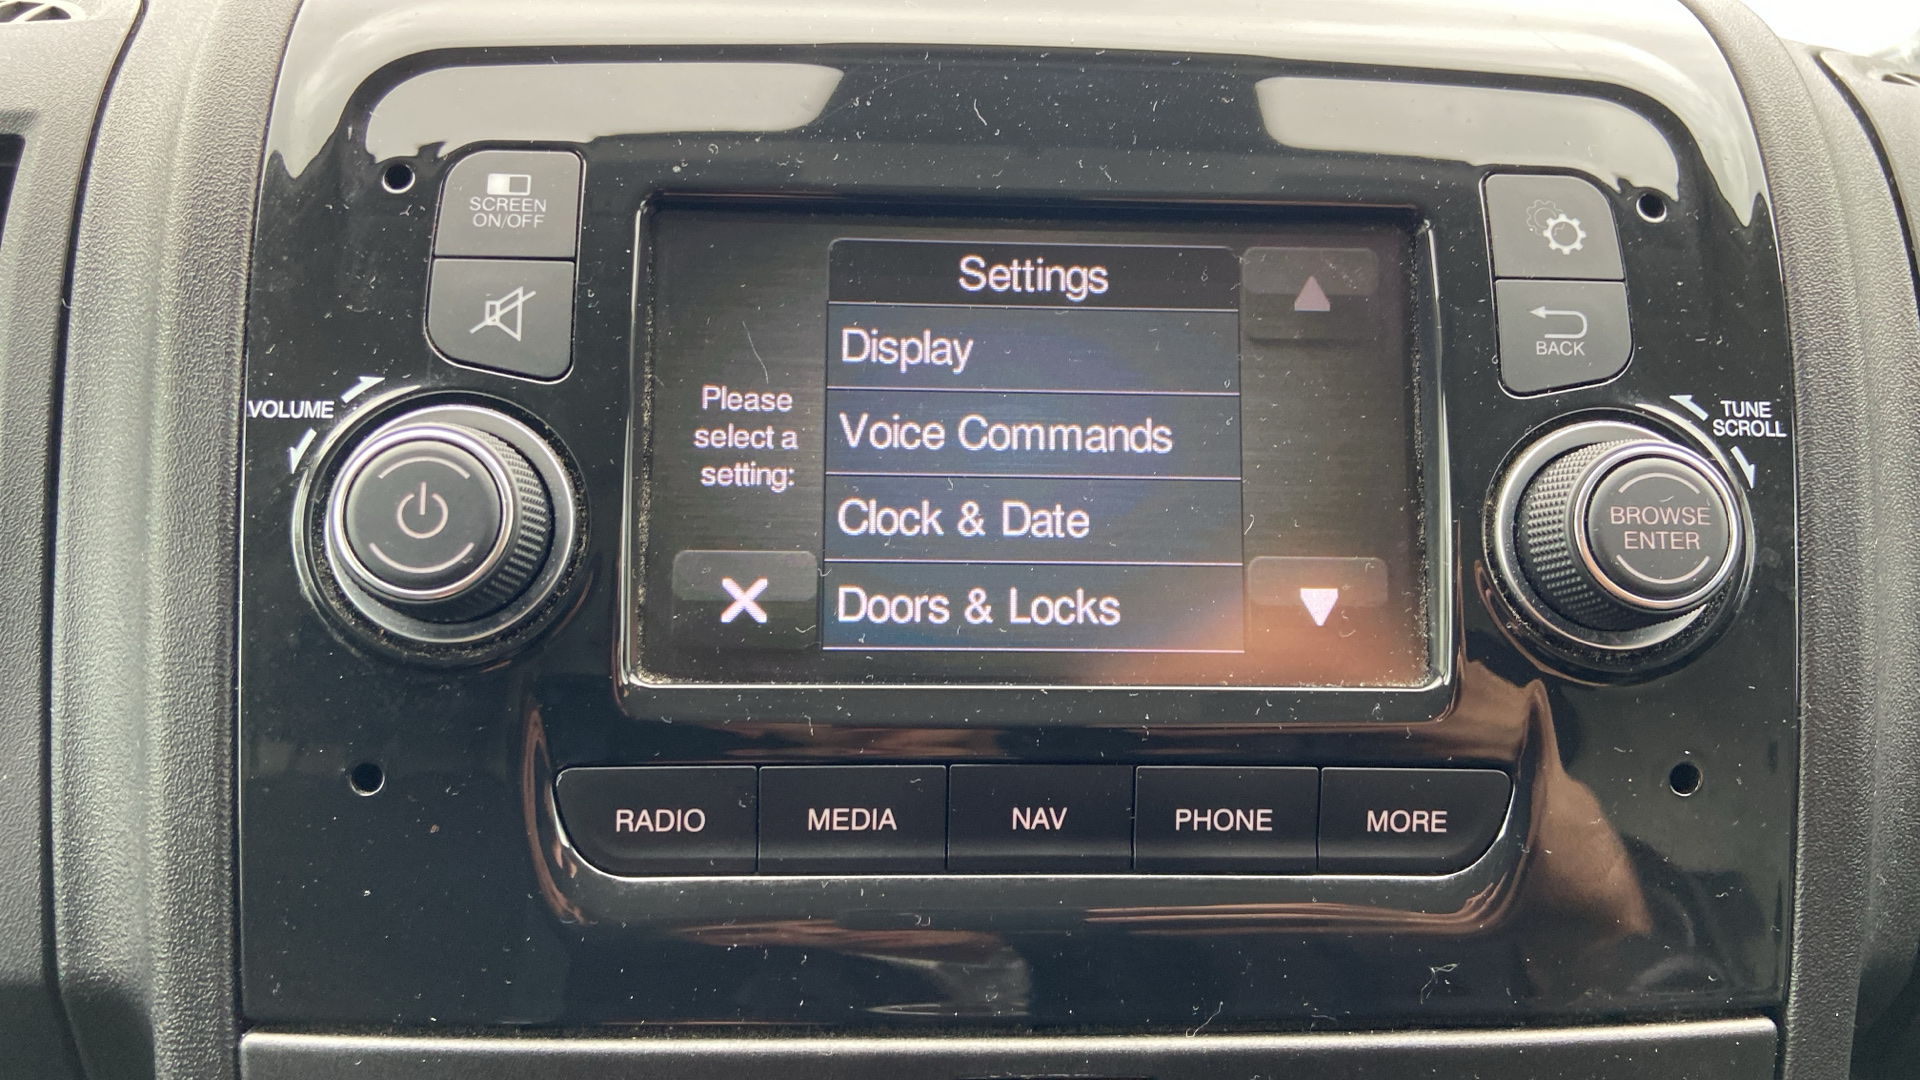 SCREEN
ON/OFF
VOLUME
Settings
Display
Voice Commands
Clock & Date
Doors & Locks
Please
select a
setting:
BACK
TUNE
SCROLL
BROWSE
ENTER
RADIO
MEDIA
NAV
PHONE
MORE